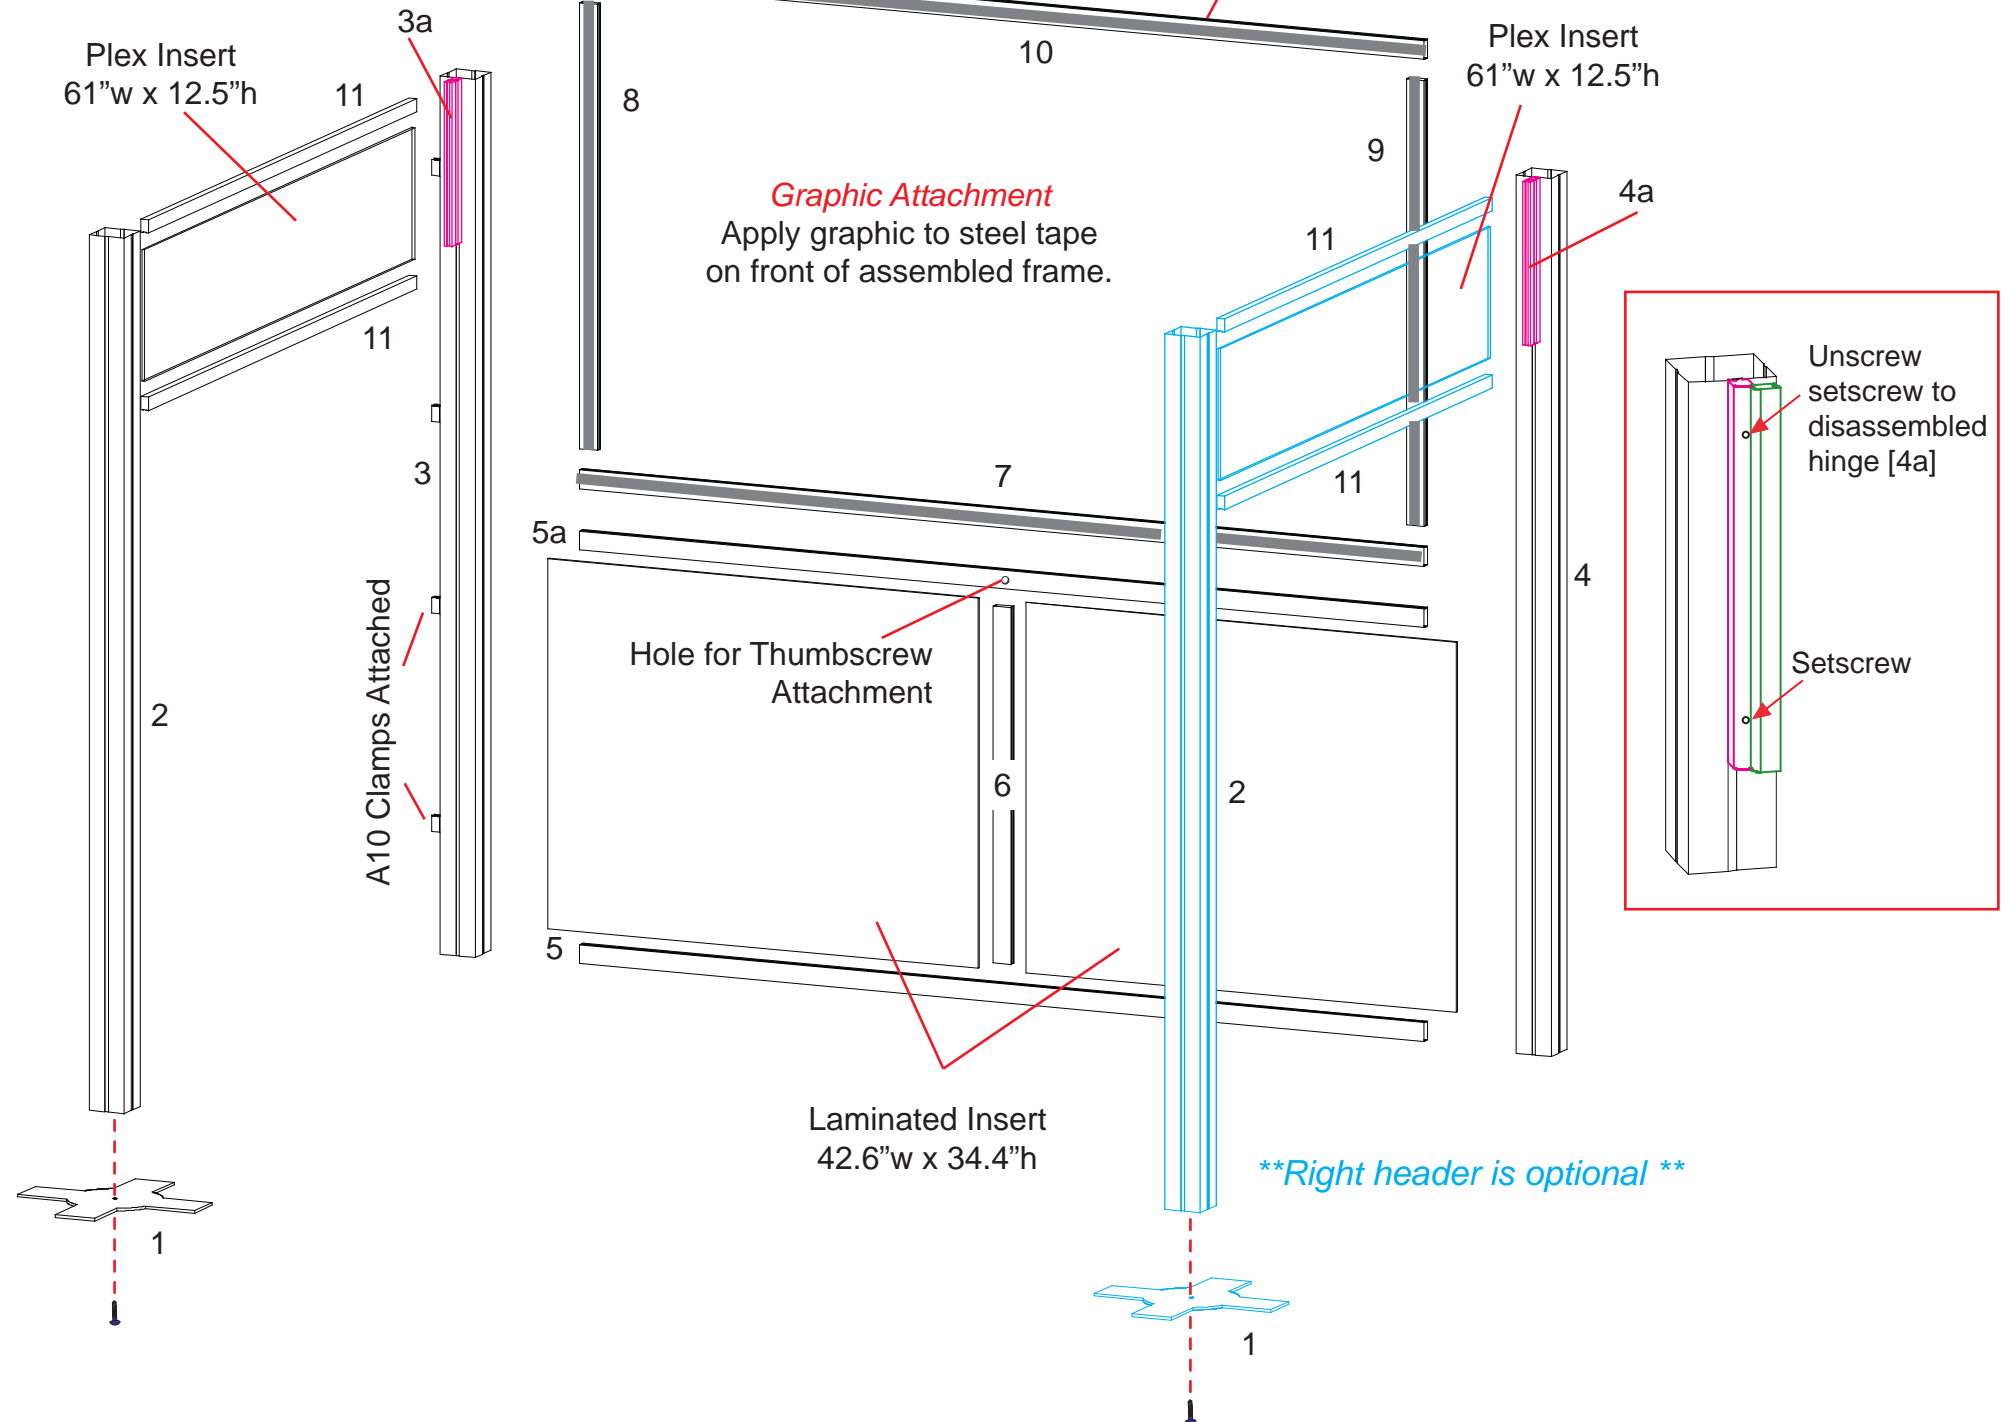 3a
Plex Insert
61”w x 12.5”h
11
10
Plex Insert
61”w x 12.5”h
8
9
4a
Graphic Attachment
Apply graphic to steel tape
on front of assembled frame.
11
11
3
7
11
Unscrew
setscrew to
disassembled
hinge [4a]
5a
4
A10 Clamps Attached
Hole for Thumbscrew
Attachment
Setscrew
2
6
2
5
Laminated Insert
42.6”w x 34.4”h
**Right header is optional **
1
1